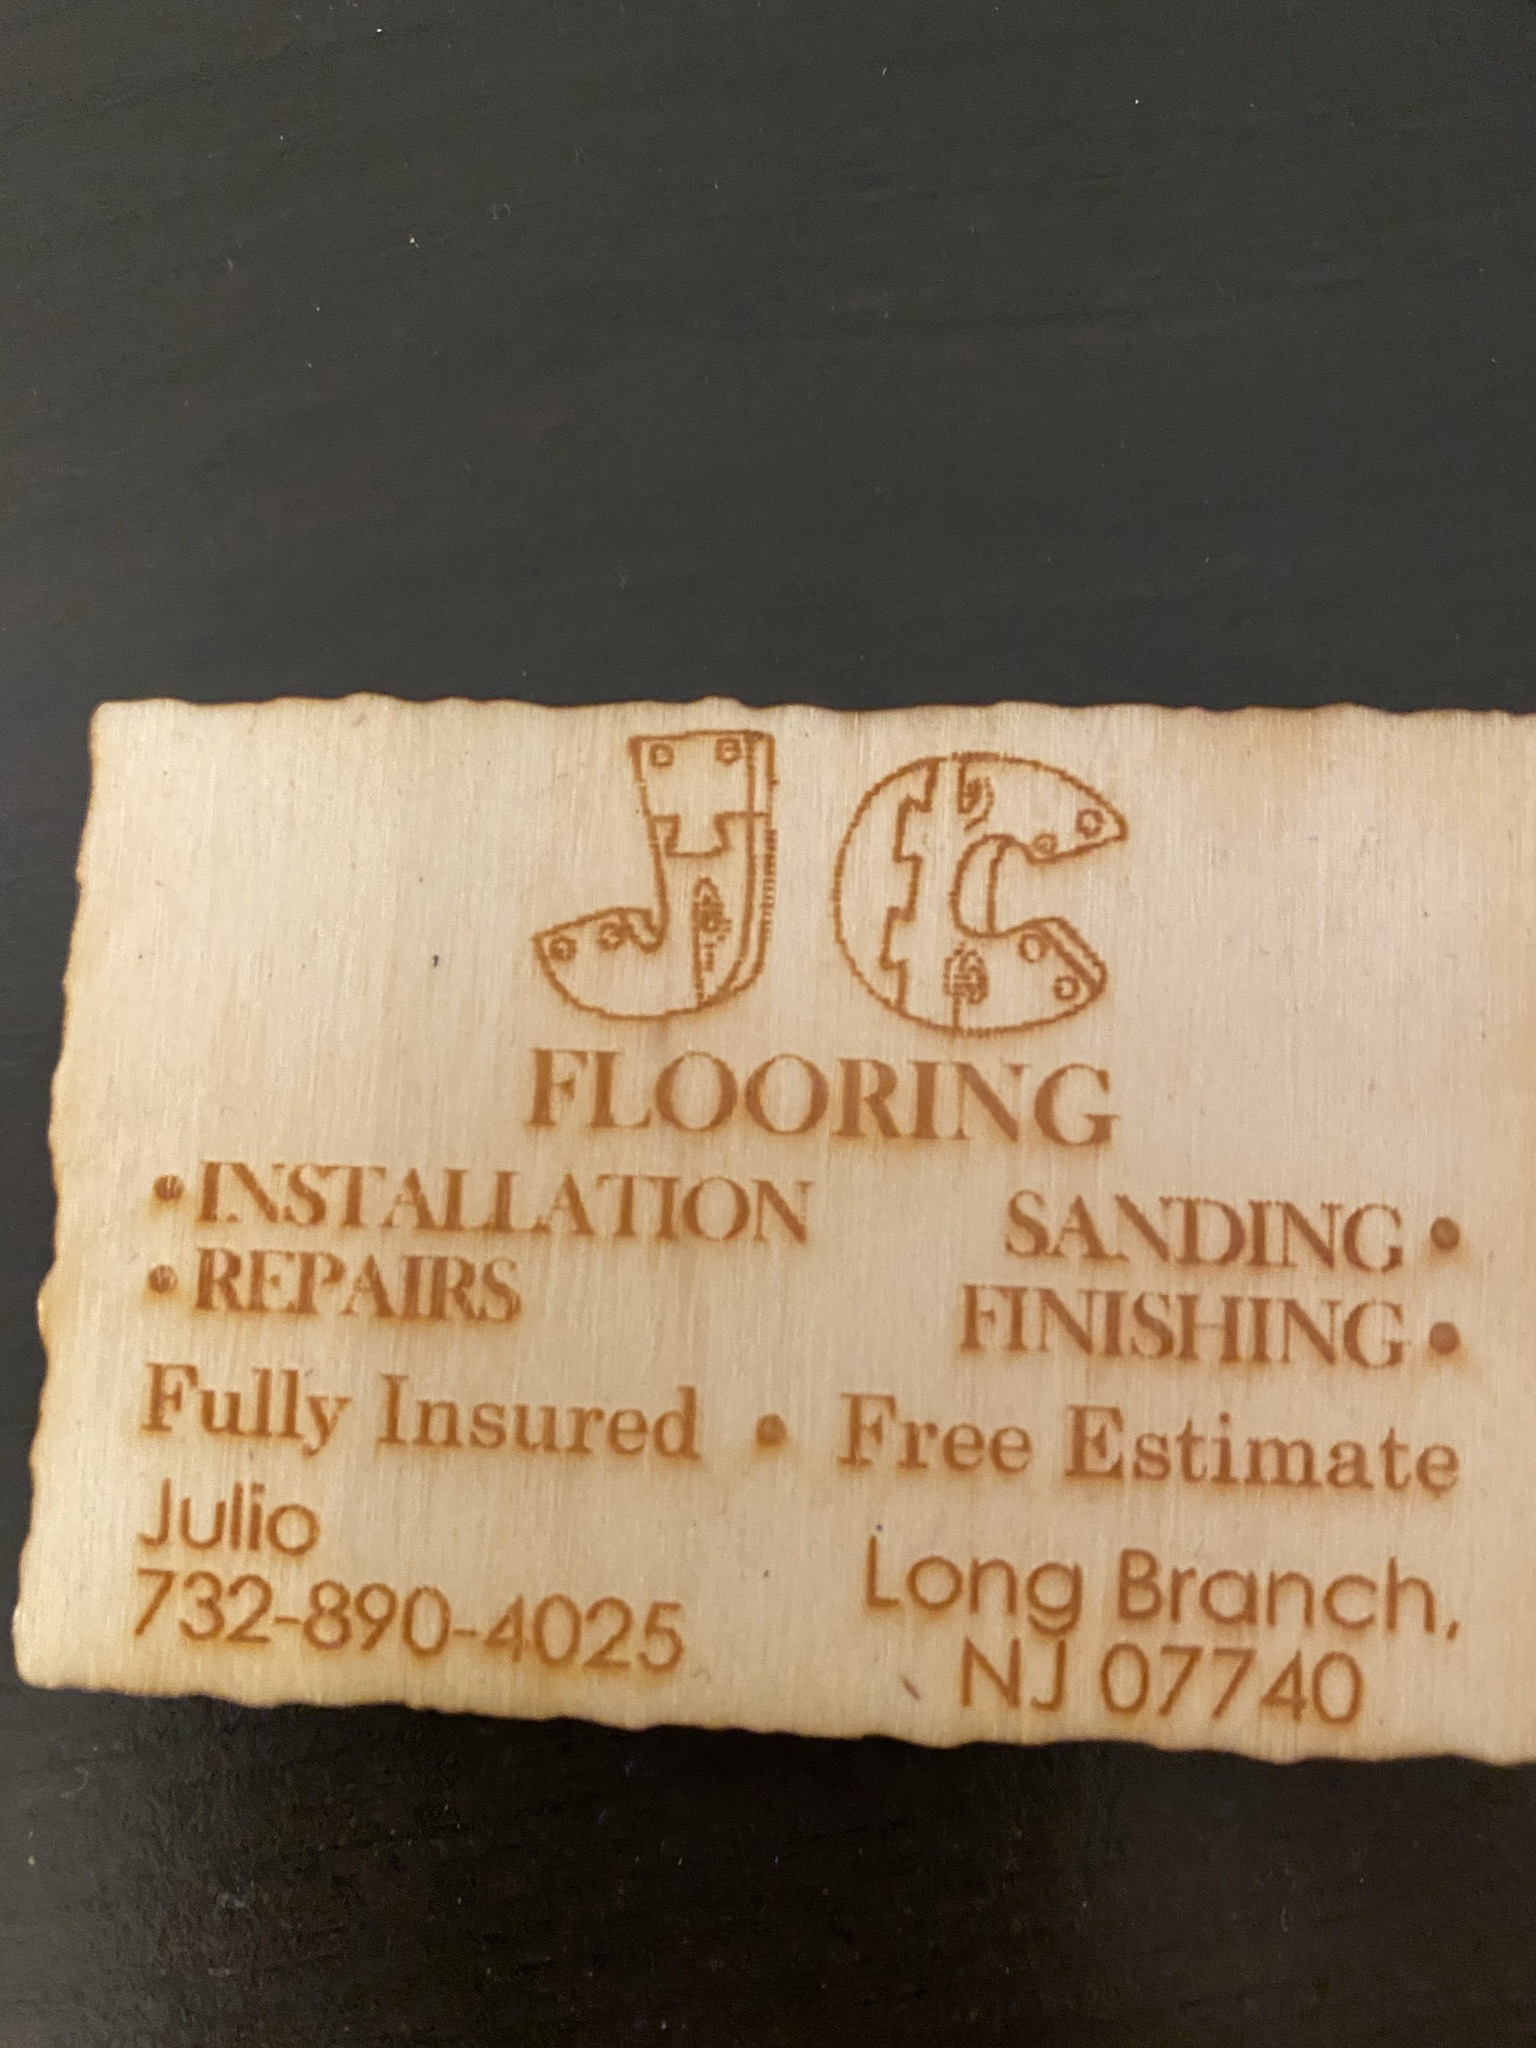 JC
FLOORING
• INSTALLATION
• REPAIRS
SANDING •
FINISHING •
Fully Insured • Free Estimate
Julio
732-890-4025
Long Branch,
NJ 07740